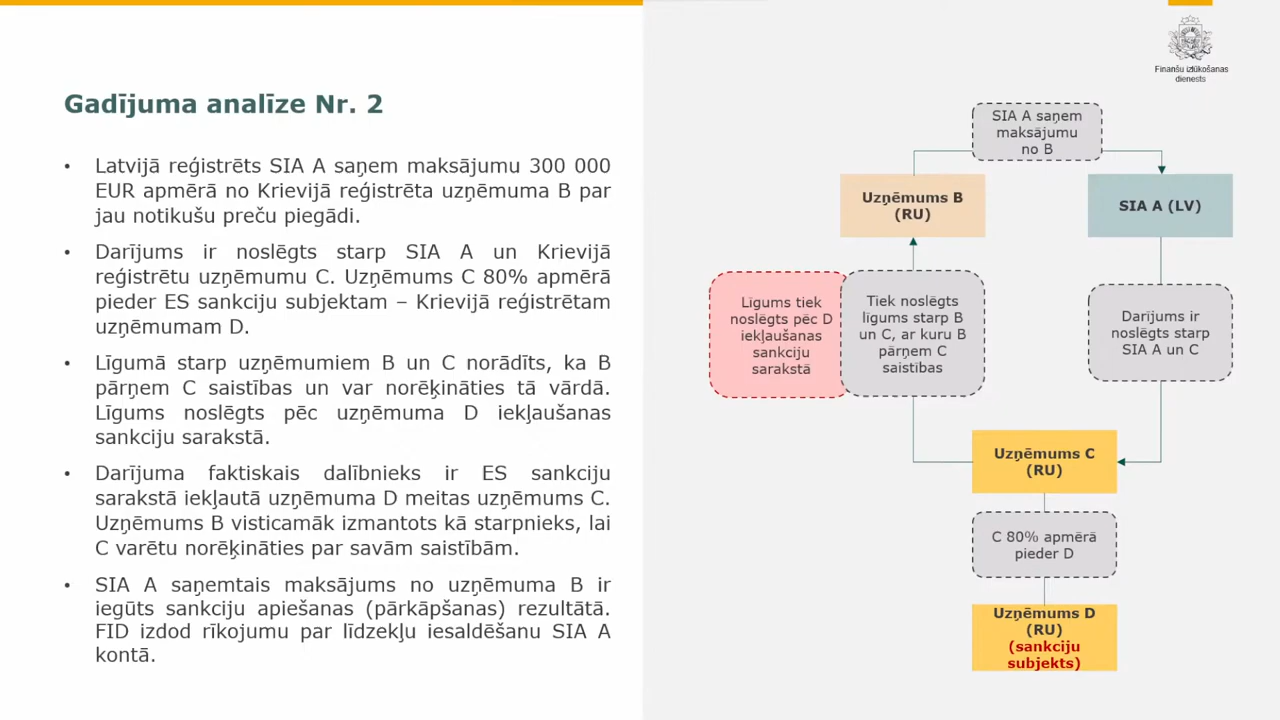 Finanšu izlūkošanas
dienests
Gadījuma analīze Nr. 2
• Latvijā reģistrēts SIA A saņem maksājumu 300 000
EUR apmērā no Krievijā reģistrēta uzņēmuma B par
jau notikušu preču piegādi.
• Darījums ir noslēgts starp SIA A un Krievijā
reģistrētu uzņēmumu C. Uzņēmums C 80% apmērā
pieder ES sankciju subjektam – Krievijā reģistrētam
uzņēmumam D.
• Līgumā starp uzņēmumiem B un C norādīts, ka B
pārņem C saistības un var norēķināties tā vārdā.
Līgums noslēgts pēc uzņēmuma D iekļaušanas
sankciju sarakstā.
• Darījuma faktiskais dalībnieks ir ES sankciju
sarakstā iekļautā uzņēmuma D meitas uzņēmums C.
Uzņēmums B visticamāk izmantots kā starpnieks, lai
C varētu norēķināties par savām saistībām.
• SIA A saņemtais maksājums no uzņēmuma B ir
iegūts sankciju apiešanas (pārkāpšanas) rezultātā.
FID izdod rīkojumu par līdzekļu iesaldēšanu SIA A
kontā.
SIA A saņem
maksājumu
no B
Uzņēmums B
(RU)
SIA A (LV)
Līgums tiek
noslēgts pēc D
iekļaušanas
sankciju
sarakstā
Tiek noslēgts
līgums starp B
un C, ar kuru B
pārņem C
saistības
Darījums ir
noslēgts starp
SIA A un C
Uzņēmums C
(RU)
C 80% apmērā
pieder D
Uzņēmums D
(RU)
(sankciju
subjekts)